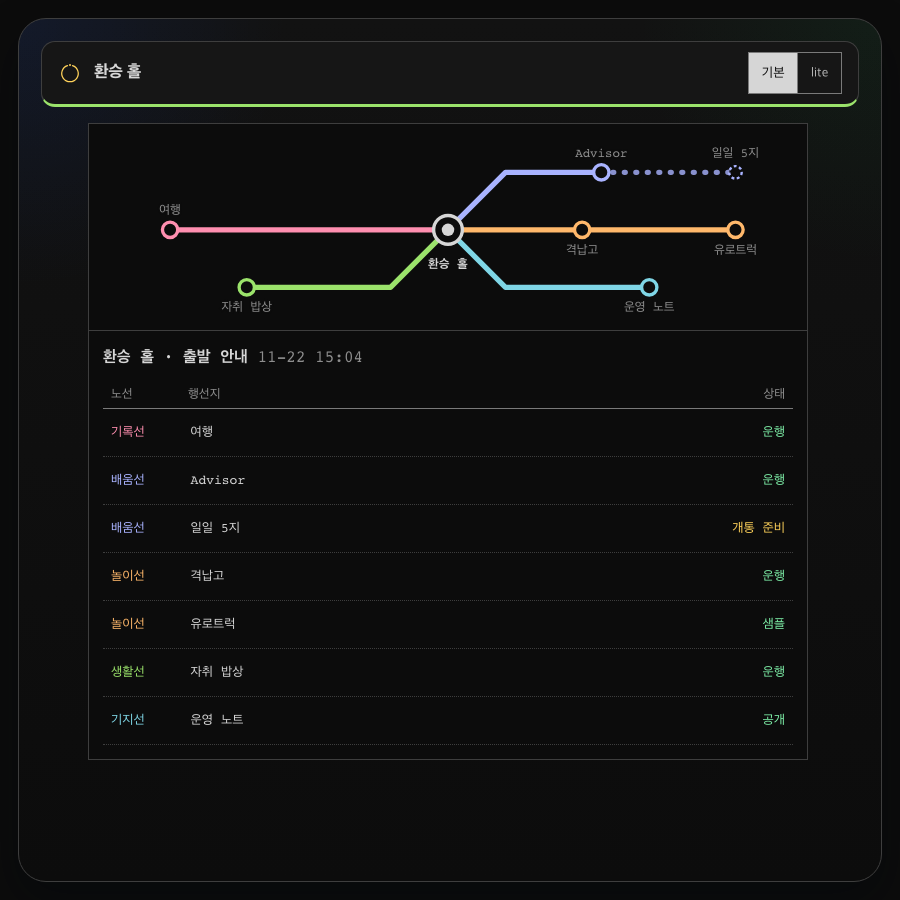 환승 홀
기본 lite
Advisor 일일 5지
여행
격납고 유로트럭
환승 홀
자취 밥상 운영 노트
환승 홀 · 출발 안내 11-22 15:04
노선 행선지 상태
기록선 여행 운행
배움선 Advisor 운행
배움선 일일 5지 개통 준비
놀이선 격납고 운행
놀이선 유로트럭 샘플
생활선 자취 밥상 운행
기지선 운영 노트 공개